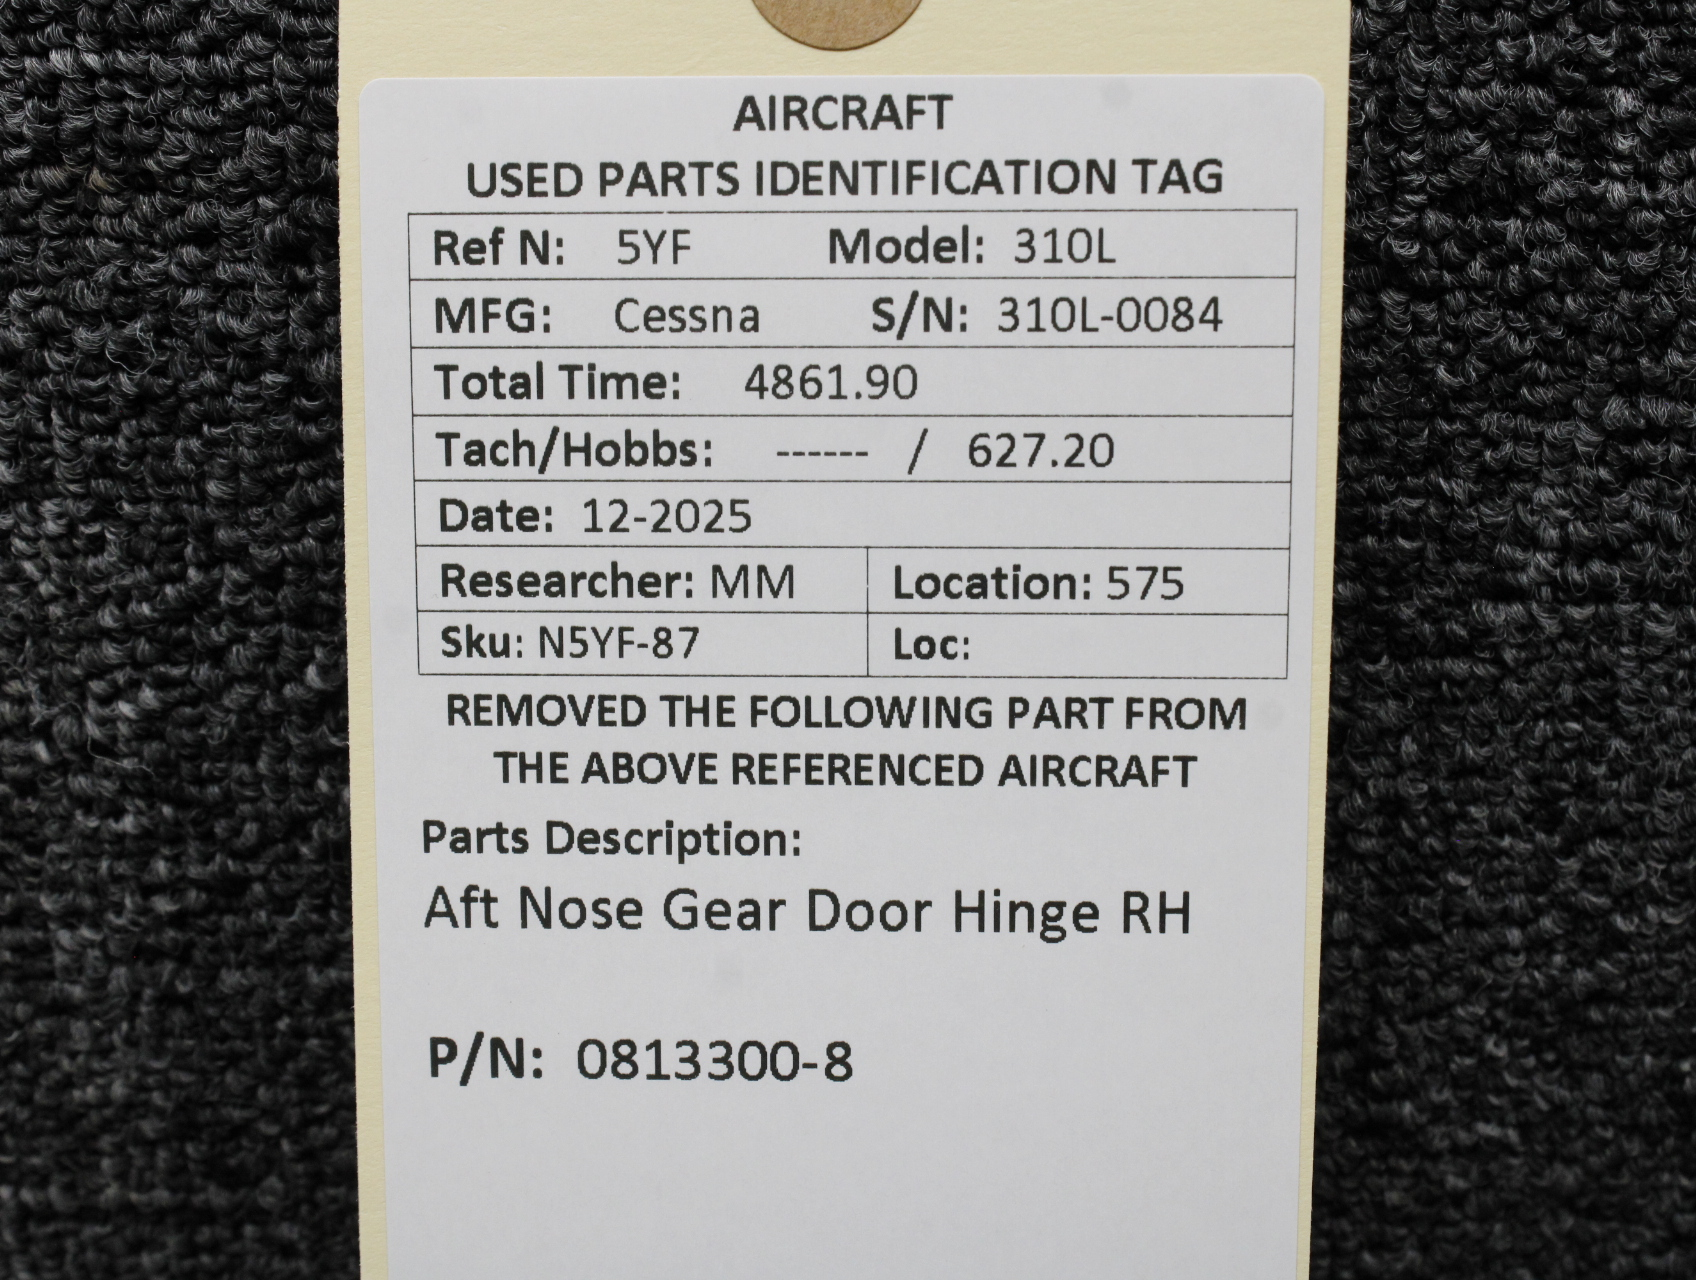 AIRCRAFT
USED PARTS IDENTIFICATION TAG
Ref N: 5YF Model: 310L
MFG: Cessna S/N: 310L-0084
Total Time: 4861.90
Tach/Hobbs: ------ / 627.20
Date: 12-2025
Researcher: MM Location: 575
Sku: N5YF-87 Loc:
REMOVED THE FOLLOWING PART FROM
THE ABOVE REFERENCED AIRCRAFT
Parts Description:
Aft Nose Gear Door Hinge RH
P/N: 0813300-8